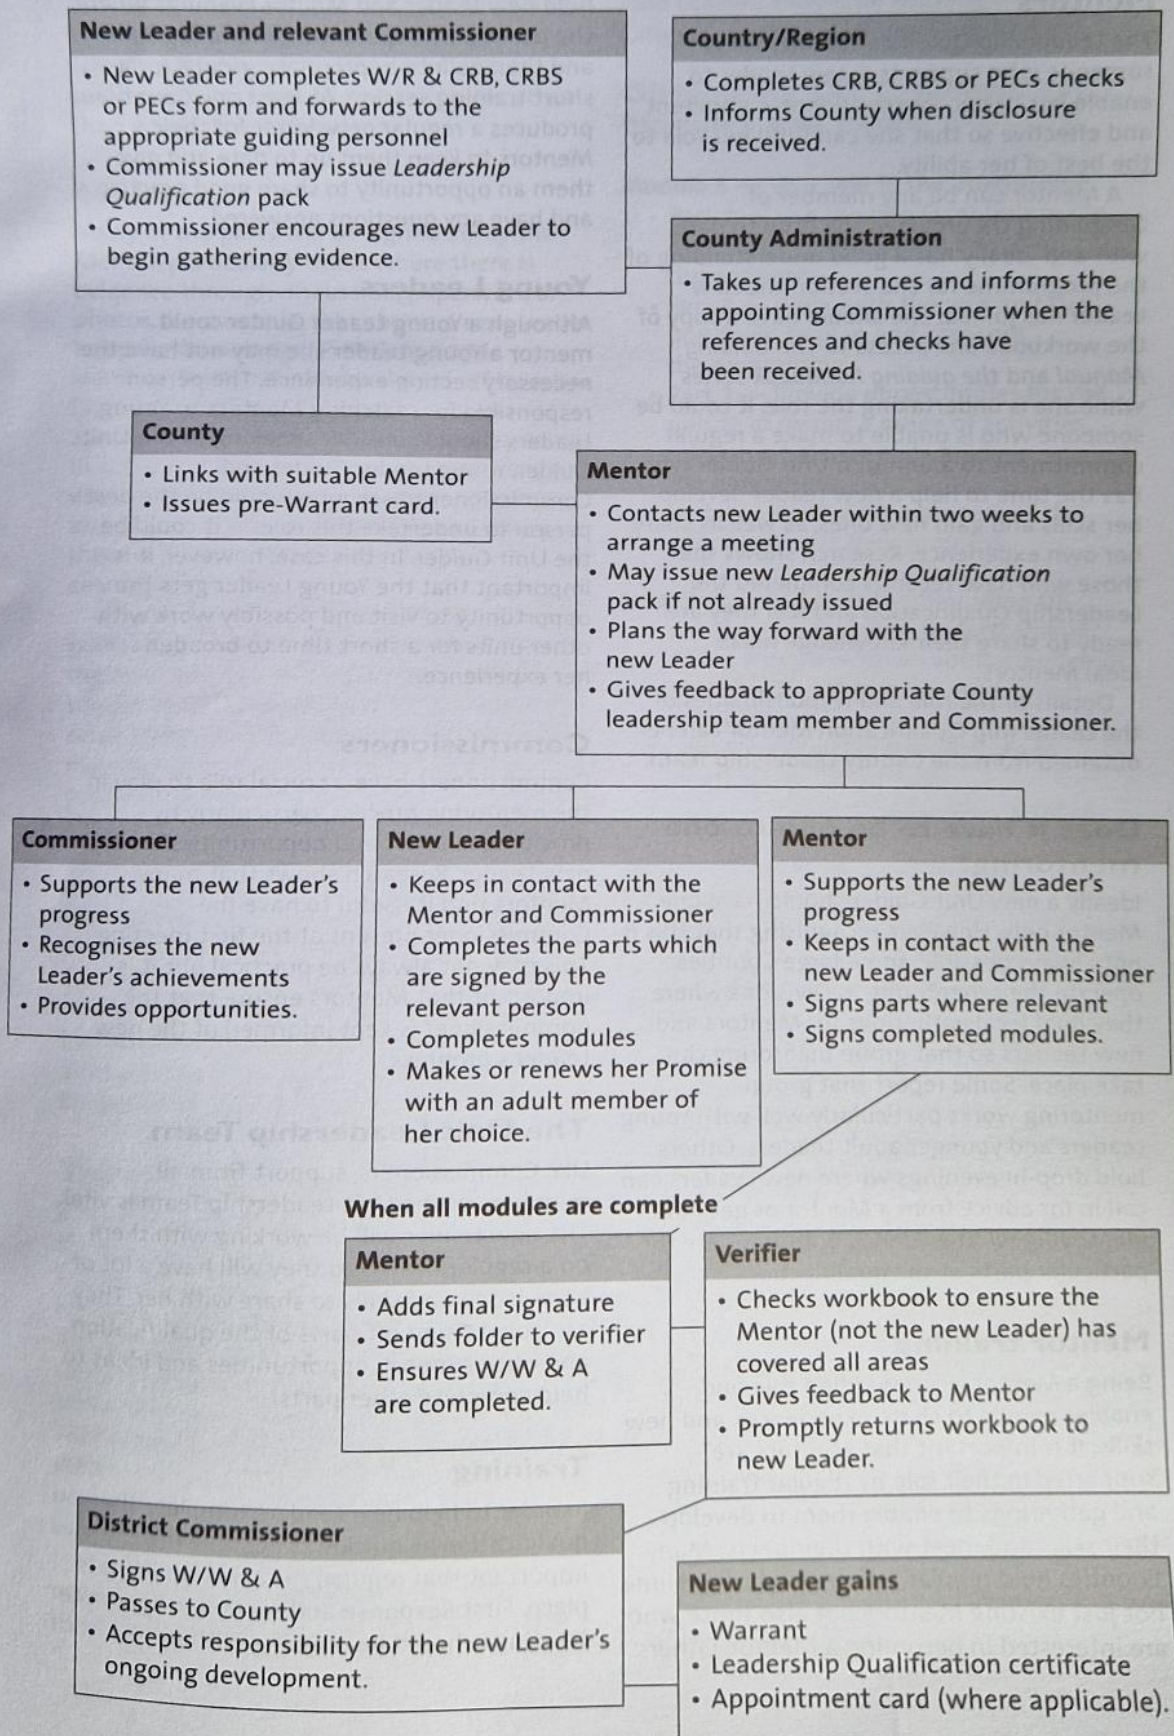 New Leader and relevant Commissioner
• New Leader completes W/R & CRB, CRBS
or PECs form and forwards to the
appropriate guiding personnel
• Commissioner may issue Leadership
Qualification pack
• Commissioner encourages new Leader to
begin gathering evidence.
Country/Region
• Completes CRB, CRBS or PECs checks
• Informs County when disclosure
is received.
County Administration
• Takes up references and informs the
appointing Commissioner when the
references and checks have
been received.
County
• Links with suitable Mentor
• Issues pre-Warrant card.
Mentor
• Contacts new Leader within two weeks to
arrange a meeting
• May issue new Leadership Qualification
pack if not already issued
• Plans the way forward with the
new Leader
• Gives feedback to appropriate County
leadership team member and Commissioner.
Commissioner
• Supports the new Leader's
progress
• Recognises the new
Leader's achievements
• Provides opportunities.
New Leader
• Keeps in contact with the
Mentor and Commissioner
• Completes the parts which
are signed by the
relevant person
• Completes modules
• Makes or renews her Promise
with an adult member of
her choice.
Mentor
• Supports the new Leader's
progress
• Keeps in contact with the
new Leader and Commissioner
• Signs parts where relevant
• Signs completed modules.
When all modules are complete
Mentor
• Adds final signature
• Sends folder to verifier
• Ensures W/W & A
are completed.
Verifier
• Checks workbook to ensure the
Mentor (not the new Leader) has
covered all areas
• Gives feedback to Mentor
• Promptly returns workbook to
new Leader.
District Commissioner
• Signs W/W & A
• Passes to County
• Accepts responsibility for the new Leader's
ongoing development.
New Leader gains
• Warrant
• Leadership Qualification certificate
• Appointment card (where applicable).